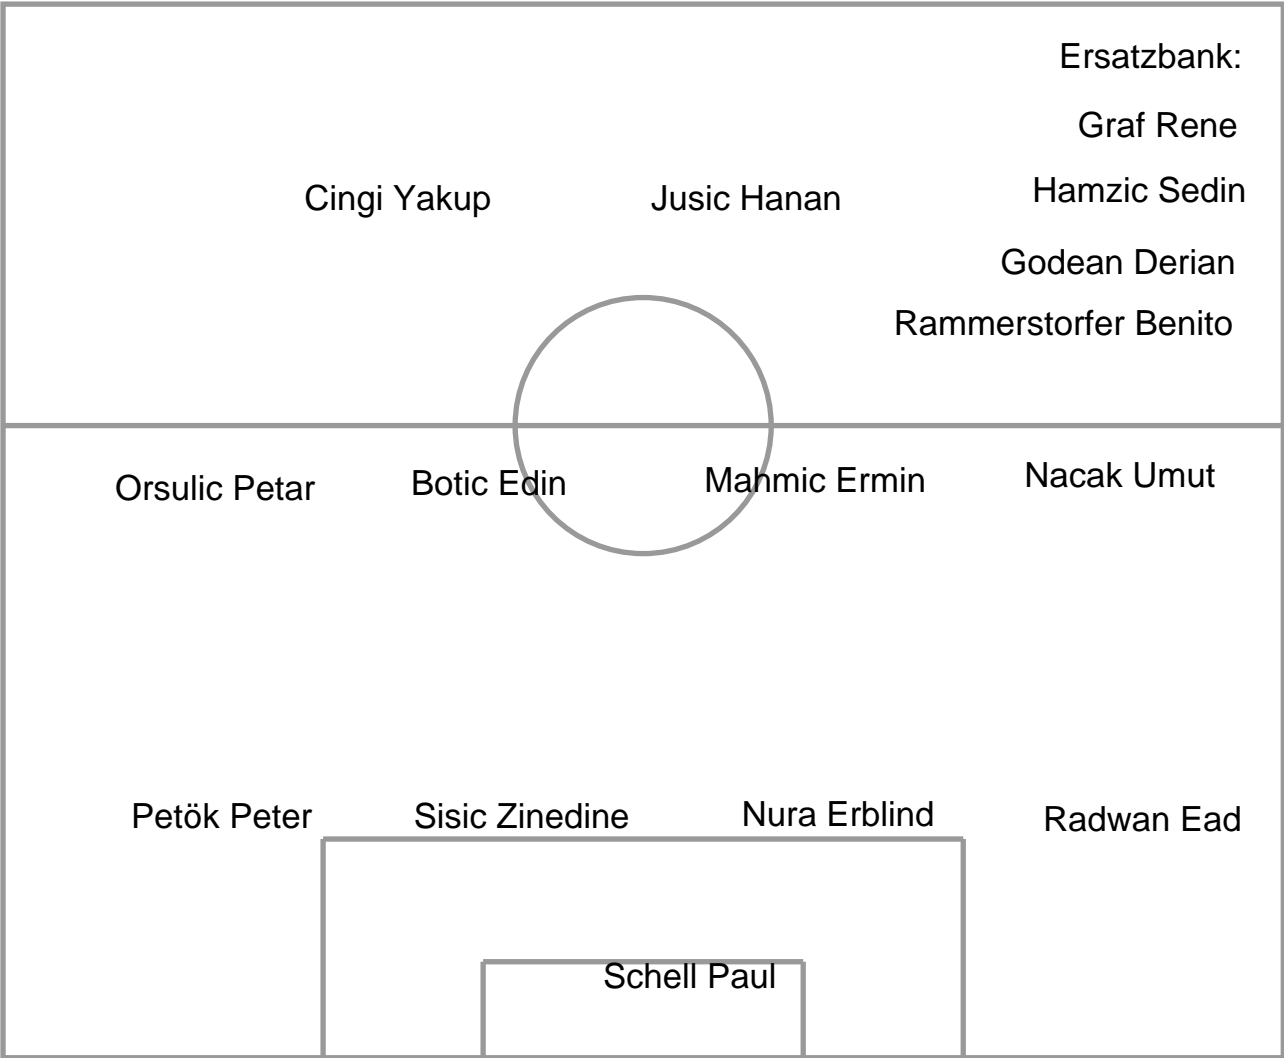 Ersatzbank:
Graf Rene
Hamzic Sedin
Godean Derian
Rammerstorfer Benito
Cingi Yakup
Jusic Hanan
Orsulic Petar
Botic Edin
Mahmic Ermin
Nacak Umut
Petök Peter
Sisic Zinedine
Nura Erblind
Radwan Ead
Schell Paul